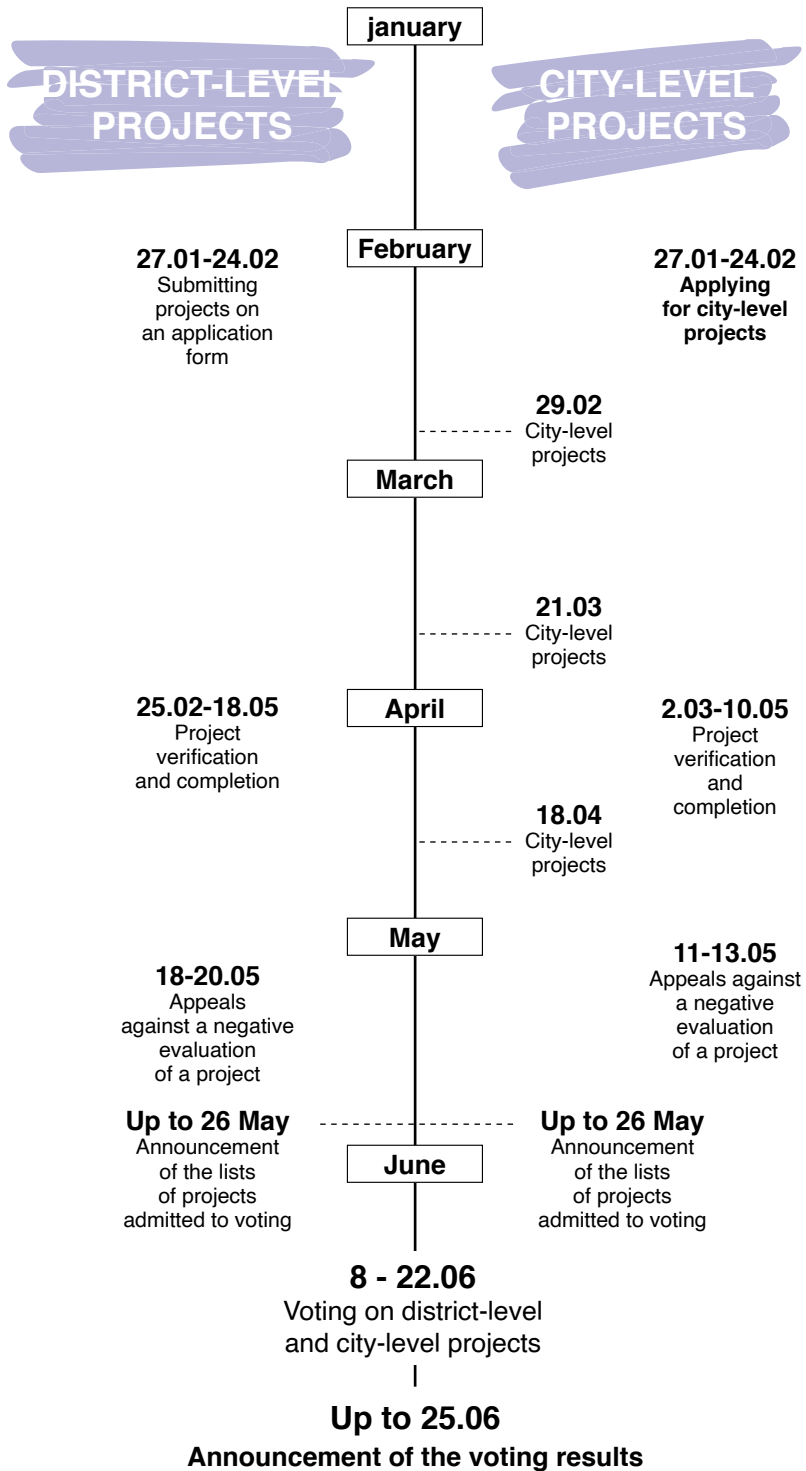 january
DISTRICT-LEVEL
PROJECTS
CITY-LEVEL
PROJECTS
February
27.01-24.02
Submitting
projects on
an application
form
27.01-24.02
Applying
for city-level
projects
29.02
City-level
projects
March
21.03
City-level
projects
April
25.02-18.05
Project
verification
and completion
2.03-10.05
Project
verification
and
completion
18.04
City-level
projects
May
18-20.05
Appeals
against a negative
evaluation
of a project
11-13.05
Appeals against
a negative
evaluation
of a project
Up to 26 May
Announcement
of the lists
of projects
admitted to voting
Up to 26 May
Announcement
of the lists
of projects
admitted to voting
June
8 - 22.06
Voting on district-level
and city-level projects
Up to 25.06
Announcement of the voting results